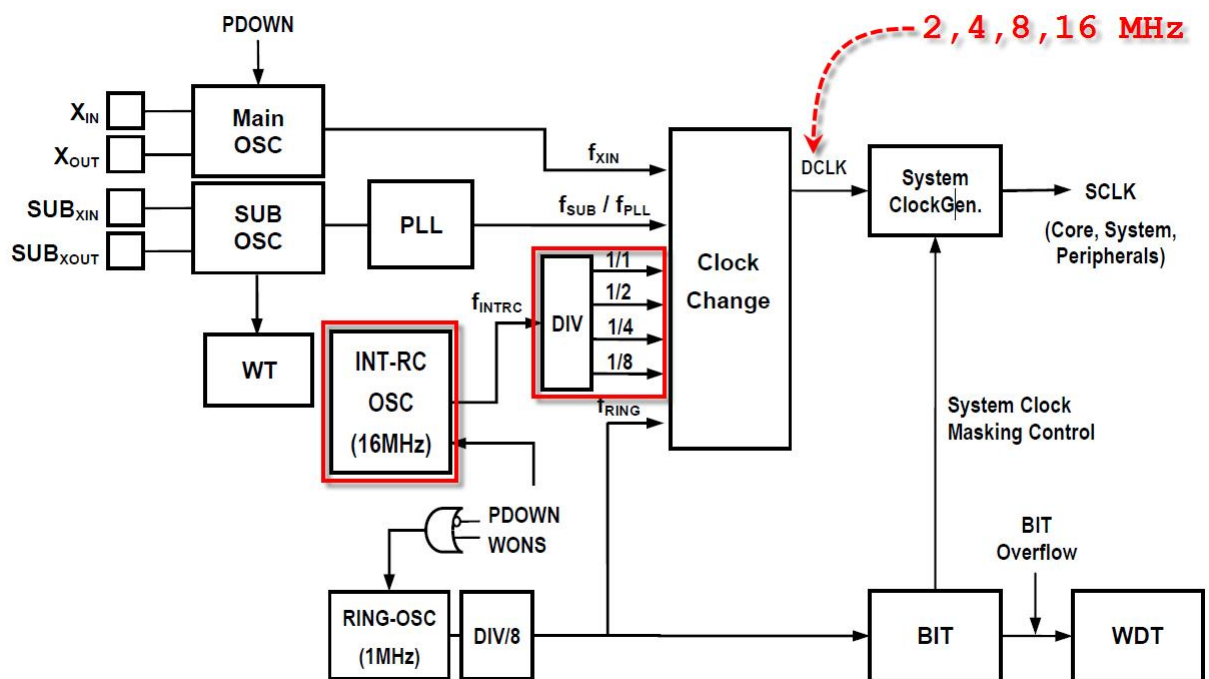 PDOWN
2,4,8,16 MHz
XIN
XOUT
Main
OSC
fXIN
DCLK
SUBXIN
SUBXOUT
SUB
OSC
PLL
fSUB / fPLL
System
ClockGen.
SCLK
(Core, System,
Peripherals)
Clock
Change
fINTRC
DIV
1/1
1/2
1/4
1/8
WT
INT-RC
OSC
(16MHz)
fRING
System Clock
Masking Control
PDOWN
WONS
BIT
Overflow
RING-OSC
(1MHz)
DIV/8
BIT
WDT